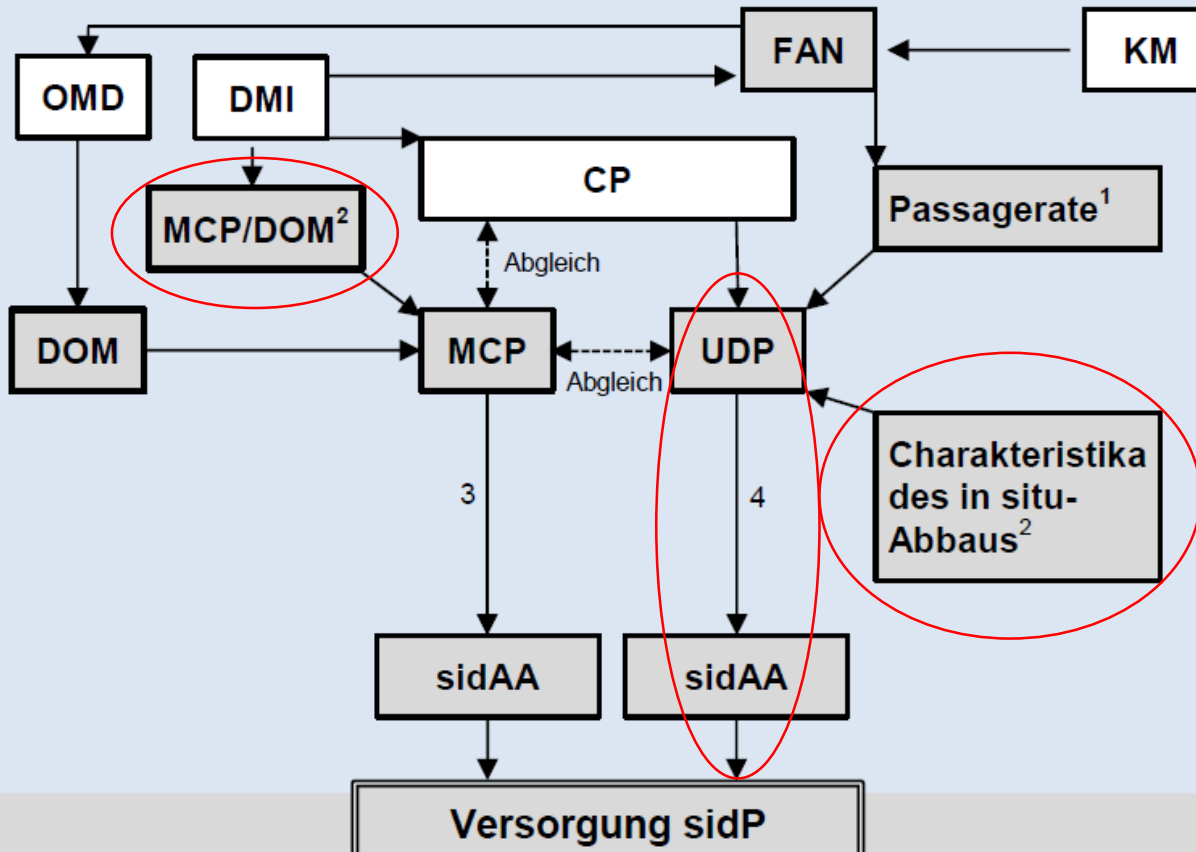 FAN
KM
OMD
DMI
CP
MCP/DOM²
Passagerate¹
Abgleich
DOM
MCP
UDP
Abgleich
Charakteristika
des in situ-
Abbaus²
3
4
sidAA
sidAA
Versorgung sidP